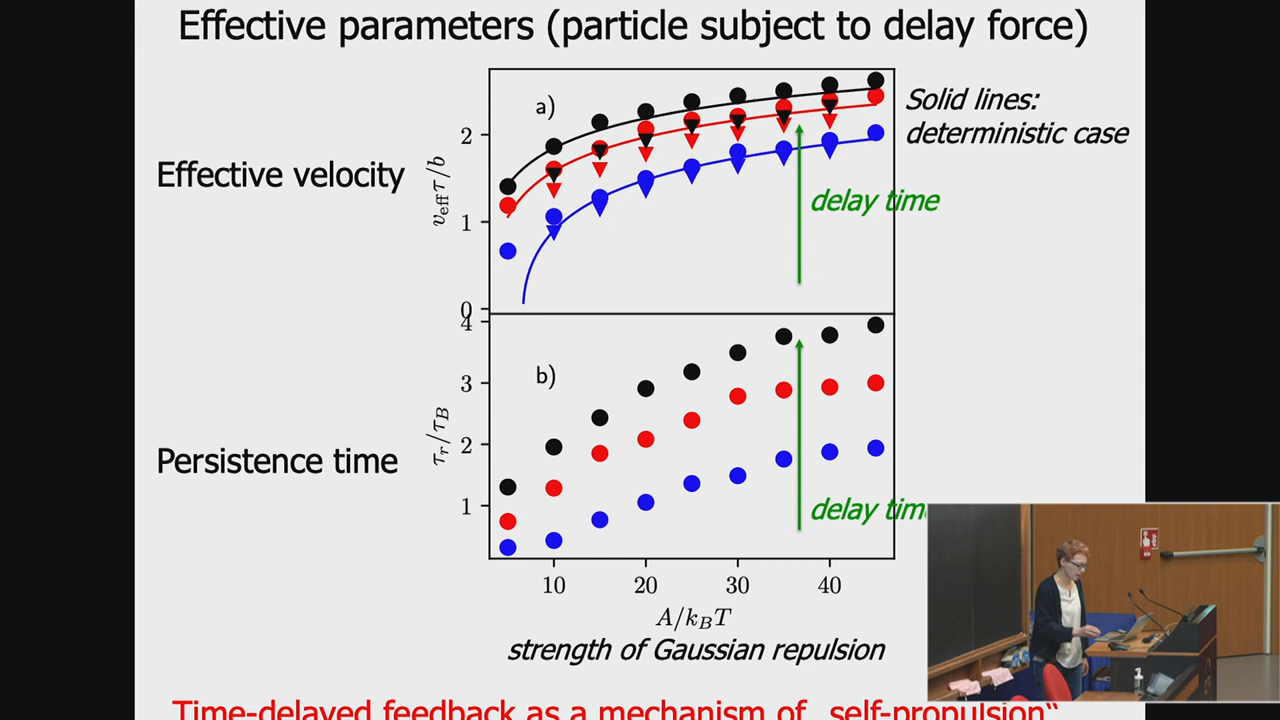 Effective parameters (particle subject to delay force)
a)
Solid lines:
deterministic case
Effective velocity
v_eff τ/b
2
1
0
delay time
4
3
2
1
b)
Persistence time
τ_r/τ_B
delay time
10 20 30 40
A/k_BT
strength of Gaussian repulsion
Time-delayed feedback as a mechanism of „self-propulsion“